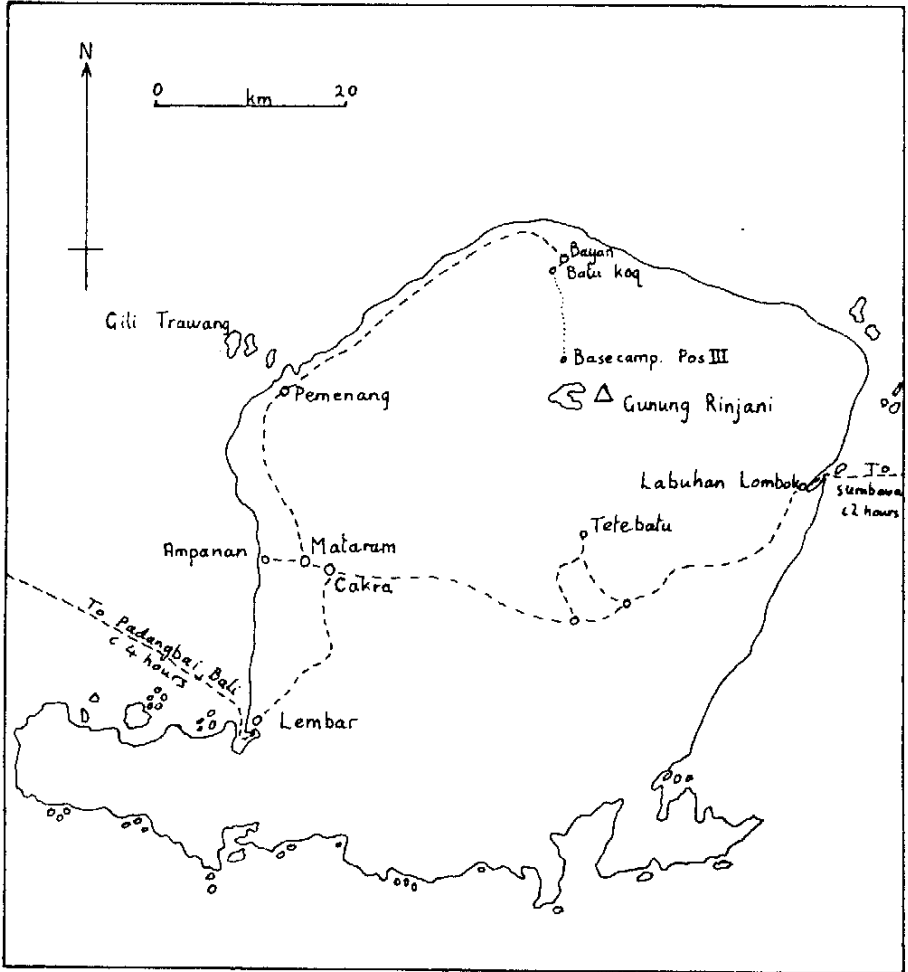 N
0 km 20
Bayan
Batu Koq
Gili Trawang
Basecamp. Pos III
Pemenang
Gunung Rinjani
Labuhan Lombok
To
Sumbawa
c2 hours
Tetebatu
Ampanan
Mataram
Cakra
To Padangbai, Bali
c 4 hours
Lembar